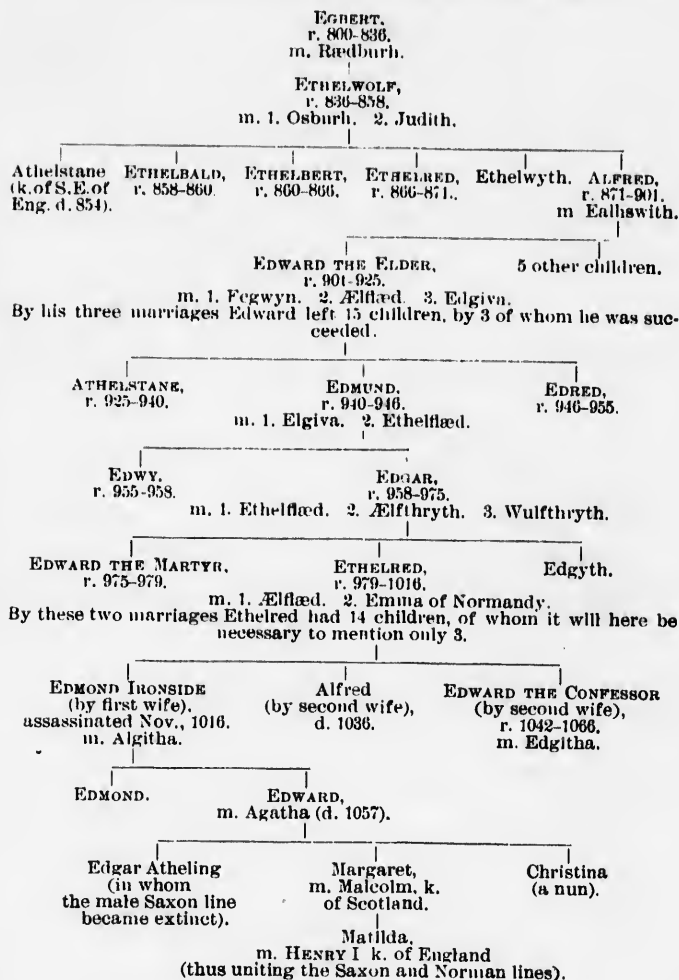 EGBERT.
r. 800-836.
m. Rædburh.
ETHELWOLF,
r. 836-858.
m. 1. Osburh. 2. Judith.
Athelstane ETHELBALD, ETHELBERT, ETHELRED, Ethelwyth. ALFRED,
(k. of S.E. of r. 858-860. r. 860-866. r. 866-871. r. 871-901.
Eng. d. 854). m Ealhswith.
EDWARD THE ELDER, 5 other children.
r. 901-925.
m. 1. Fegwyn. 2. Ælflæd. 3. Edgiva.
By his three marriages Edward left 15 children, by 3 of whom he was suc-
ceeded.
ATHELSTANE, EDMUND. EDRED,
r. 925-940. r. 940-946. r. 946-955.
m. 1. Elgiva. 2. Ethelflæd.
EDWY. EDGAR,
r. 955-958. r. 958-975.
m. 1. Ethelflæd. 2. Ælfthryth. 3. Wulfthryth.
EDWARD THE MARTYR, ETHELRED, Edgyth.
r. 975-979. r. 979-1016.
m. 1. Ælflæd. 2. Emma of Normandy.
By these two marriages Ethelred had 14 children, of whom it will here be
necessary to mention only 3.
EDMOND IRONSIDE Alfred EDWARD THE CONFESSOR
(by first wife). (by second wife), (by second wife),
assassinated Nov., 1016. d. 1036. r. 1042-1066.
m. Algitha. m. Edgitha.
EDMOND. EDWARD,
m. Agatha (d. 1057).
Edgar Atheling Margaret, Christina
(in whom m. Malcolm, k. (a nun).
the male Saxon line of Scotland.
became extinct).
Matilda,
m. HENRY I k. of England
(thus uniting the Saxon and Norman lines).